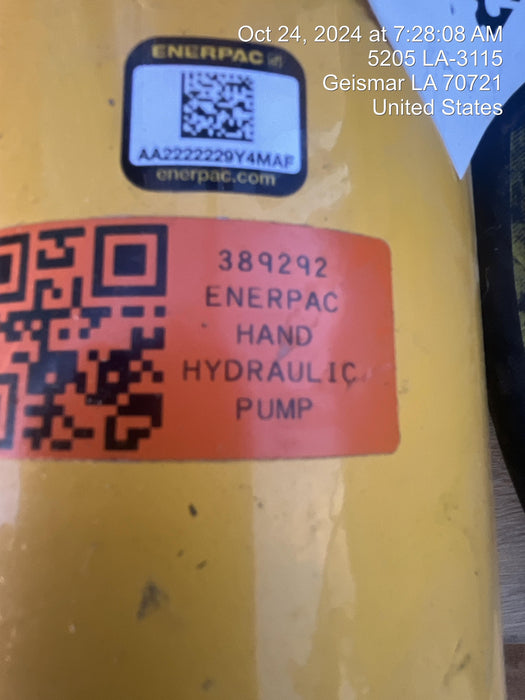 Oct 24, 2024 at 7:28:08 AM
5205 LA-3115
Geismar LA 70721
United States
ENERPAC
AA2222229Y4MAF
enerpac.com
389292
ENERPAC
HAND
HYDRAULIC
PUMP